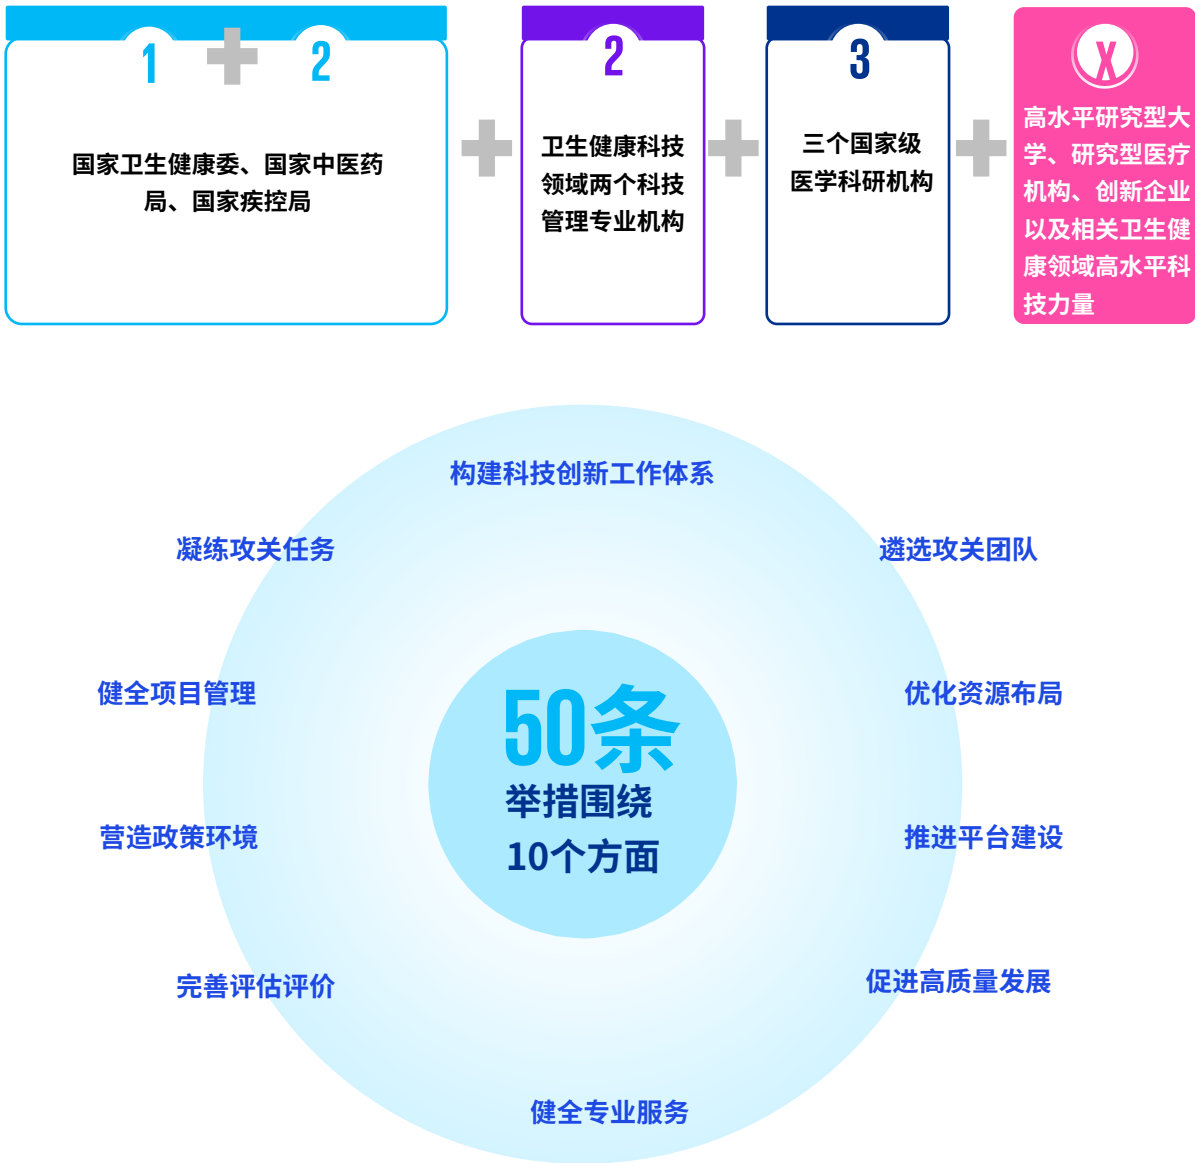 1
2
国家卫生健康委、国家中医药
局、国家疾控局
2
卫生健康科技
领域两个科技
管理专业机构
3
三个国家级
医学科研机构
X
高水平研究型大
学、研究型医疗
机构、创新企业
以及相关卫生健
康领域高水平科
技力量
构建科技创新工作体系
凝练攻关任务
遴选攻关团队
健全项目管理
优化资源布局
50条
举措围绕
10个方面
营造政策环境
推进平台建设
完善评估评价
促进高质量发展
健全专业服务